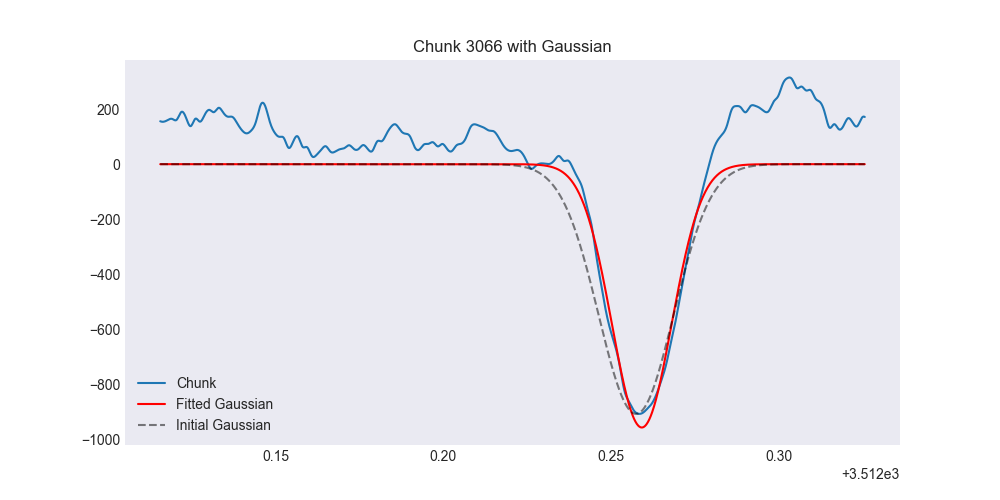 Chunk 3066 with Gaussian
200
0
−200
−400
−600
−800
−1000
Chunk
Fitted Gaussian
Initial Gaussian
0.15 0.20 0.25 0.30
+3.512e3